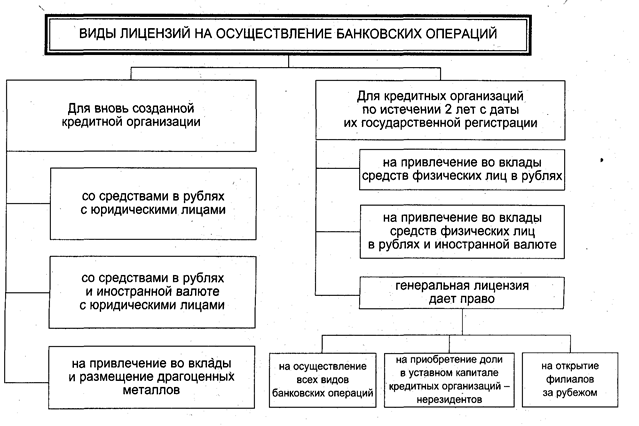 ВИДЫ ЛИЦЕНЗИЙ НА ОСУЩЕСТВЛЕНИЕ БАНКОВСКИХ ОПЕРАЦИЙ
Для вновь созданной
кредитной организации
со средствами в рублях
с юридическими лицами
со средствами в рублях
и иностранной валюте
с юридическими лицами
на привлечение во вклады
и размещение драгоценных
металлов
Для кредитных организаций
по истечении 2 лет с даты
их государственной регистрации
на привлечение во вклады
средств физических лиц в рублях
на привлечение во вклады
средств физических лиц
в рублях и иностранной валюте
генеральная лицензия
дает право
на осуществление
всех видов
банковских операций
на приобретение доли
в уставном капитале
кредитных организаций –
нерезидентов
на открытие
филиалов
за рубежом